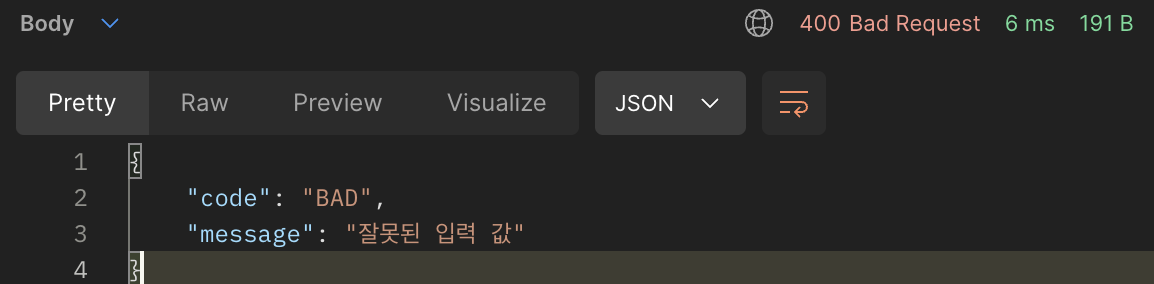 Body 400 Bad Request 6 ms 191 B
Pretty Raw Preview Visualize JSON
1 {
2 "code": "BAD",
3 "message": "잘못된 입력 값"
4 }